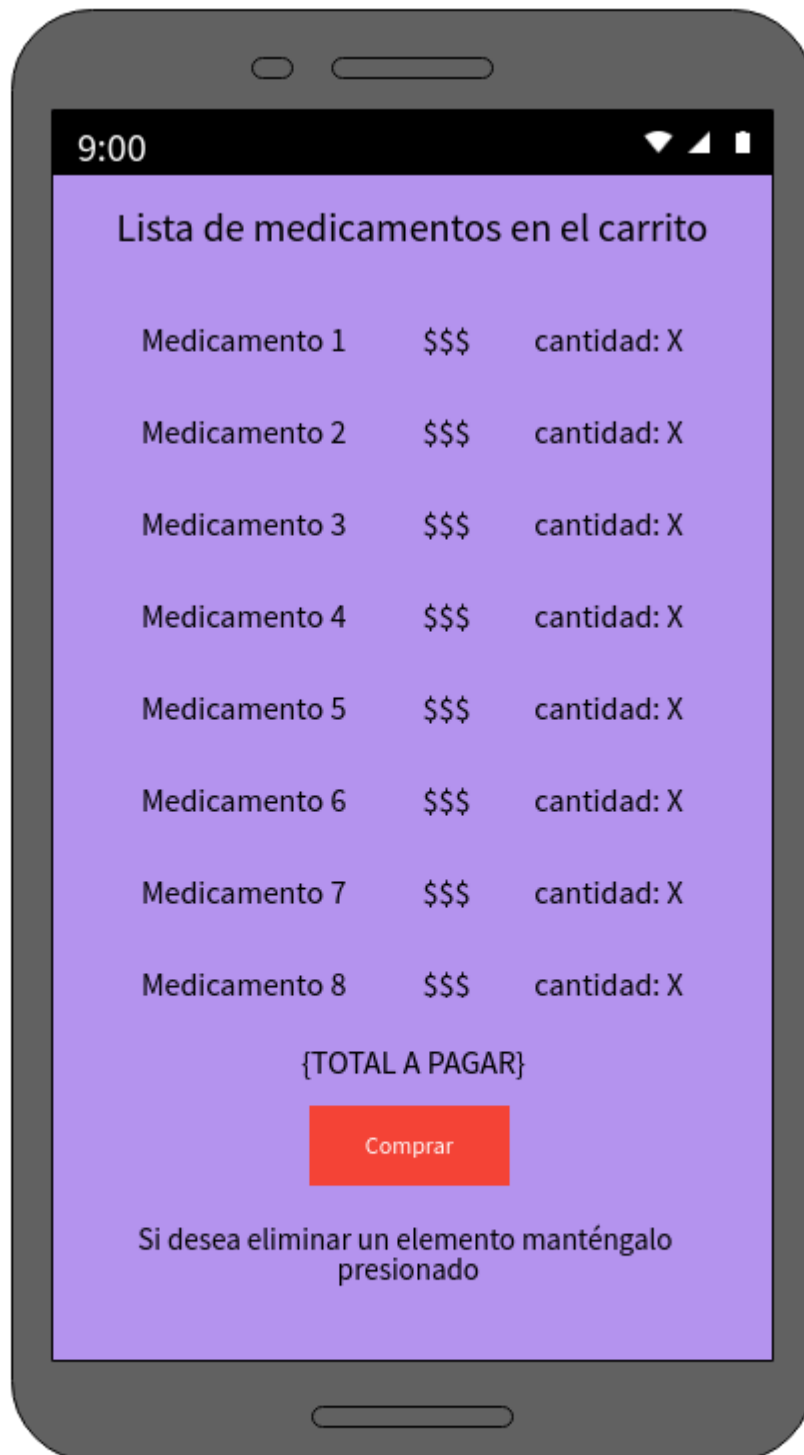 9:00
Lista de medicamentos en el carrito
Medicamento 1 $$$ cantidad: X
Medicamento 2 $$$ cantidad: X
Medicamento 3 $$$ cantidad: X
Medicamento 4 $$$ cantidad: X
Medicamento 5 $$$ cantidad: X
Medicamento 6 $$$ cantidad: X
Medicamento 7 $$$ cantidad: X
Medicamento 8 $$$ cantidad: X
{TOTAL A PAGAR}
Comprar
Si desea eliminar un elemento manténgalo
presionado